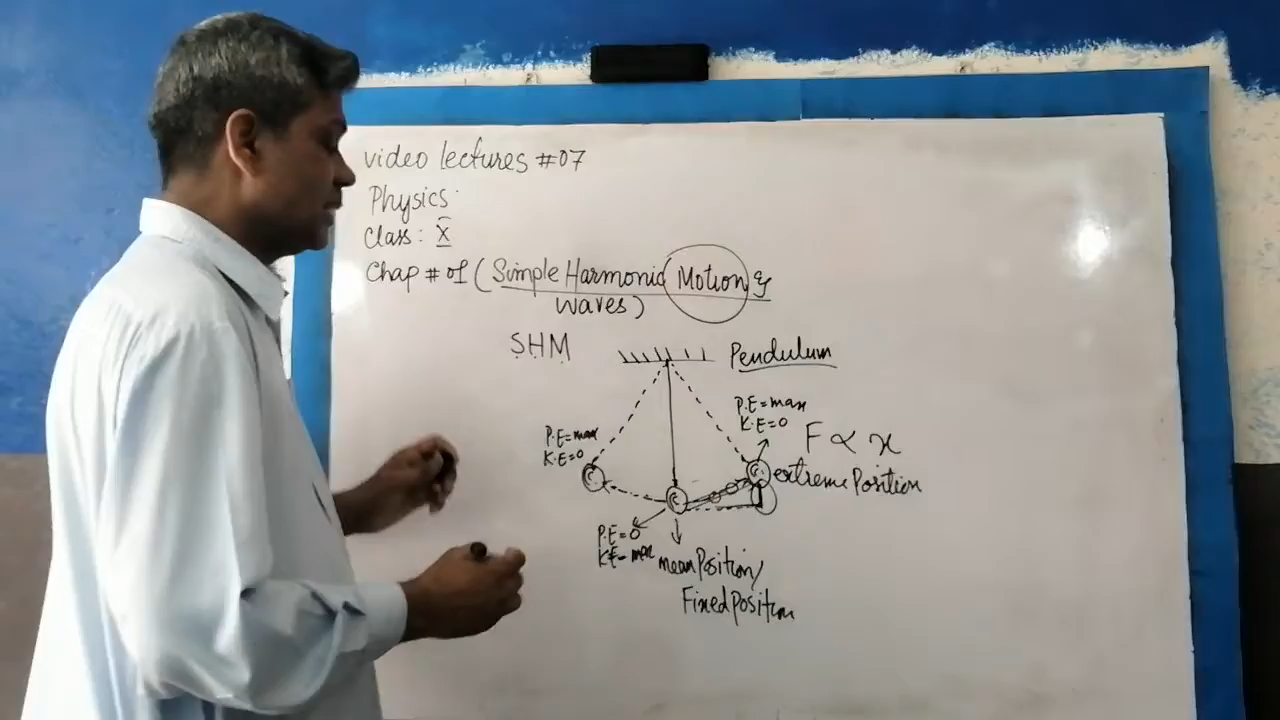 video lectures #07
Physics
Class: X
Chap # 01 (Simple Harmonic Motion &
waves)
SHM
Pendulum
P.E=max
K.E=0
F ∝ x
P.E=max
K.E=0
extreme Position
P.E=0
K.E=max
mean Position/
Fixed position